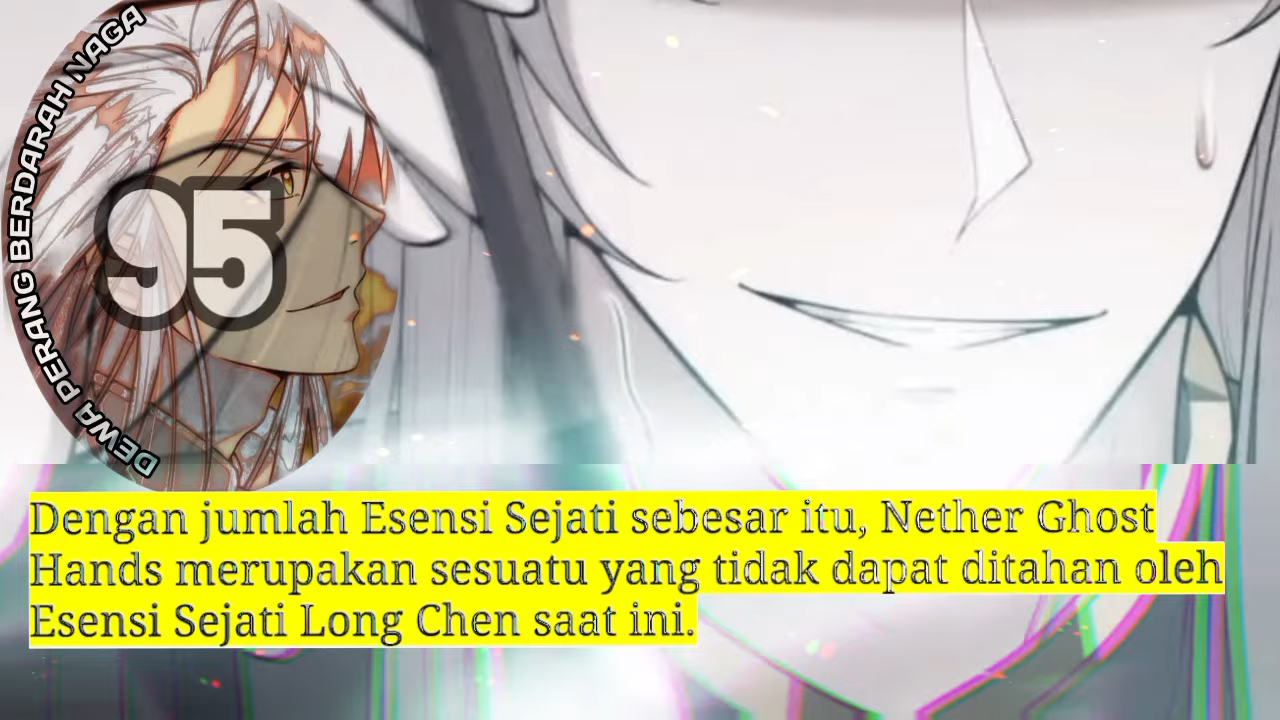 DEWA PERANG BERDARAH NAGA
95
Dengan jumlah Esensi Sejati sebesar itu, Nether Ghost
Hands merupakan sesuatu yang tidak dapat ditahan oleh
Esensi Sejati Long Chen saat ini.